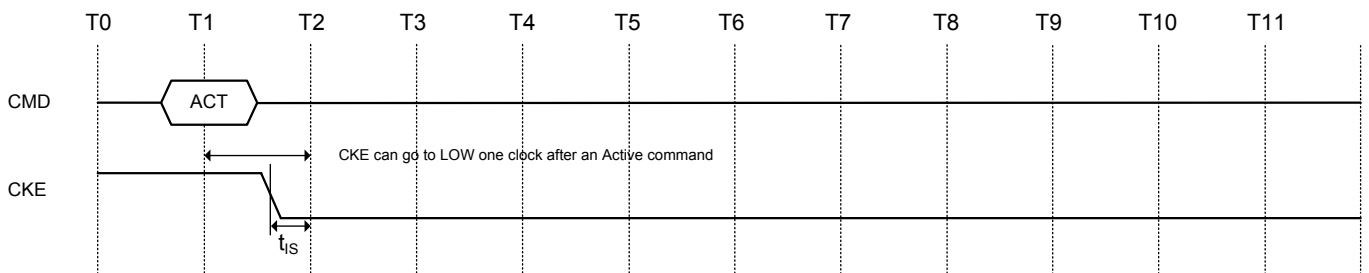 T0 T1 T2 T3 T4 T5 T6 T7 T8 T9 T10 T11
CMD ACT
CKE can go to LOW one clock after an Active command
CKE
tIS